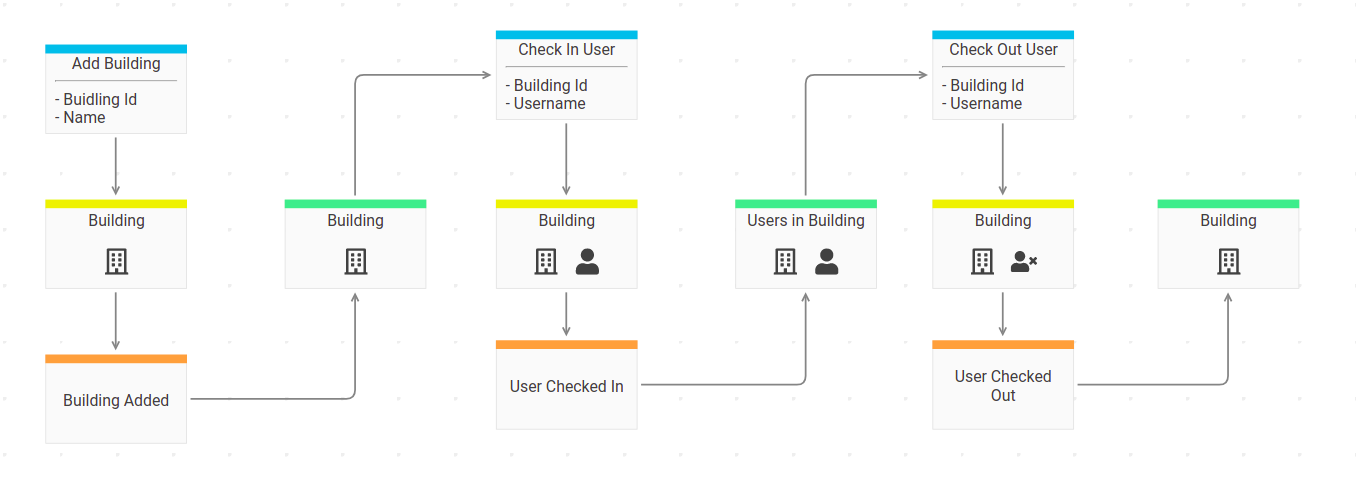 Add Building
- Buidling Id
- Name
Building
Building Added
Building
Check In User
- Building Id
- Username
Building
User Checked In
Users in Building
Check Out User
- Building Id
- Username
Building
User Checked
Out
Building